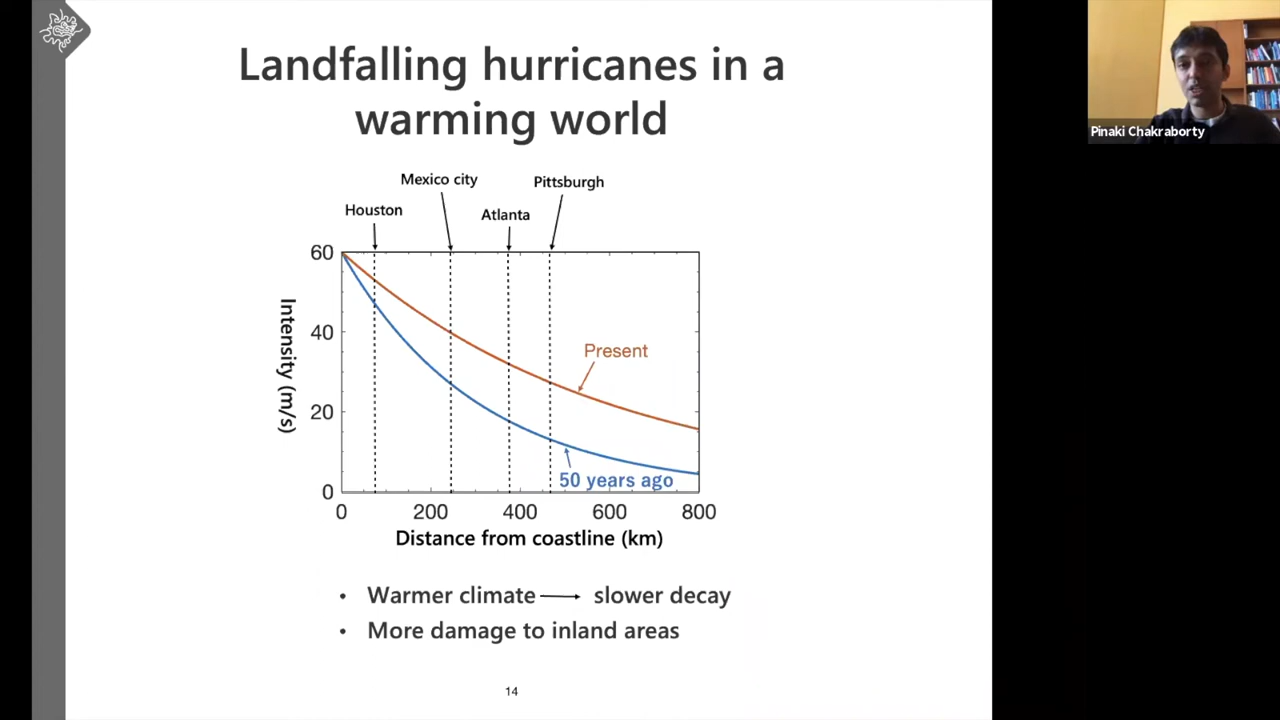 Landfalling hurricanes in a
warming world
Mexico city
Pittsburgh
Houston
Atlanta
60
40
20
0
Intensity (m/s)
Present
50 years ago
0 200 400 600 800
Distance from coastline (km)
• Warmer climate → slower decay
• More damage to inland areas
14
Pinaki Chakraborty